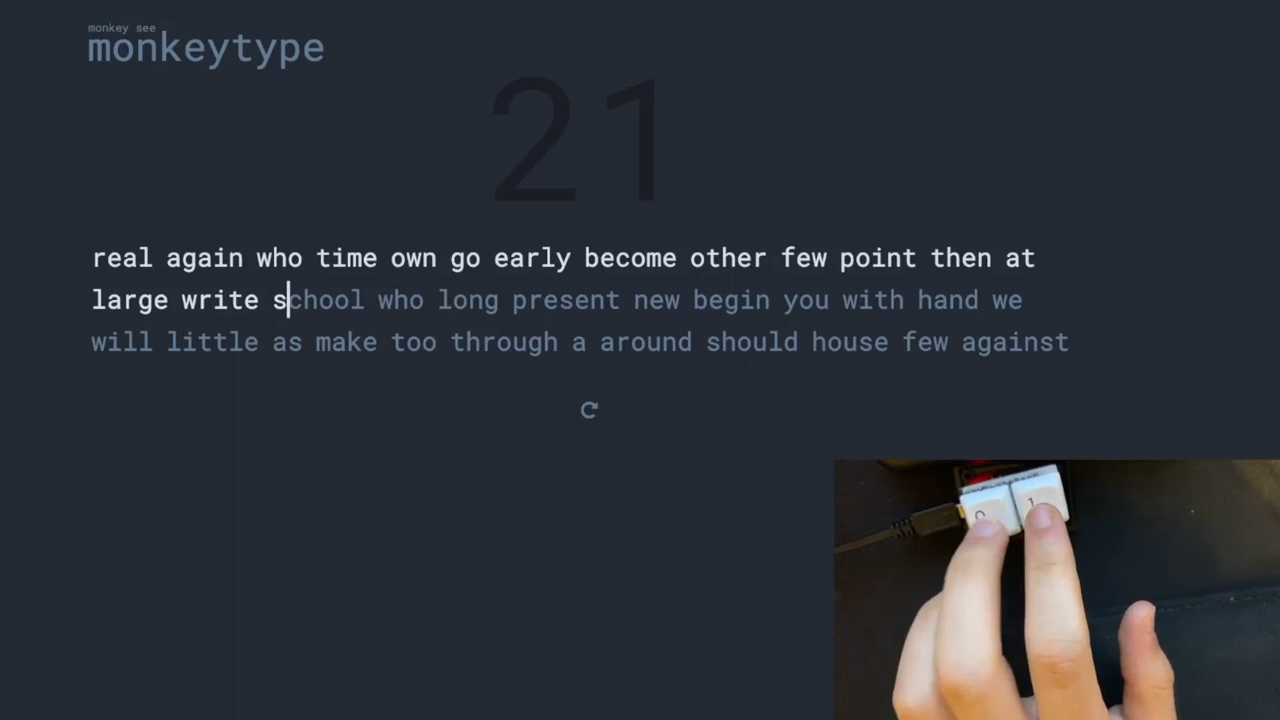 monkey see
monkeytype
21
real again who time own go early become other few point then at
large write school who long present new begin you with hand we
will little as make too through a around should house few against
0 1